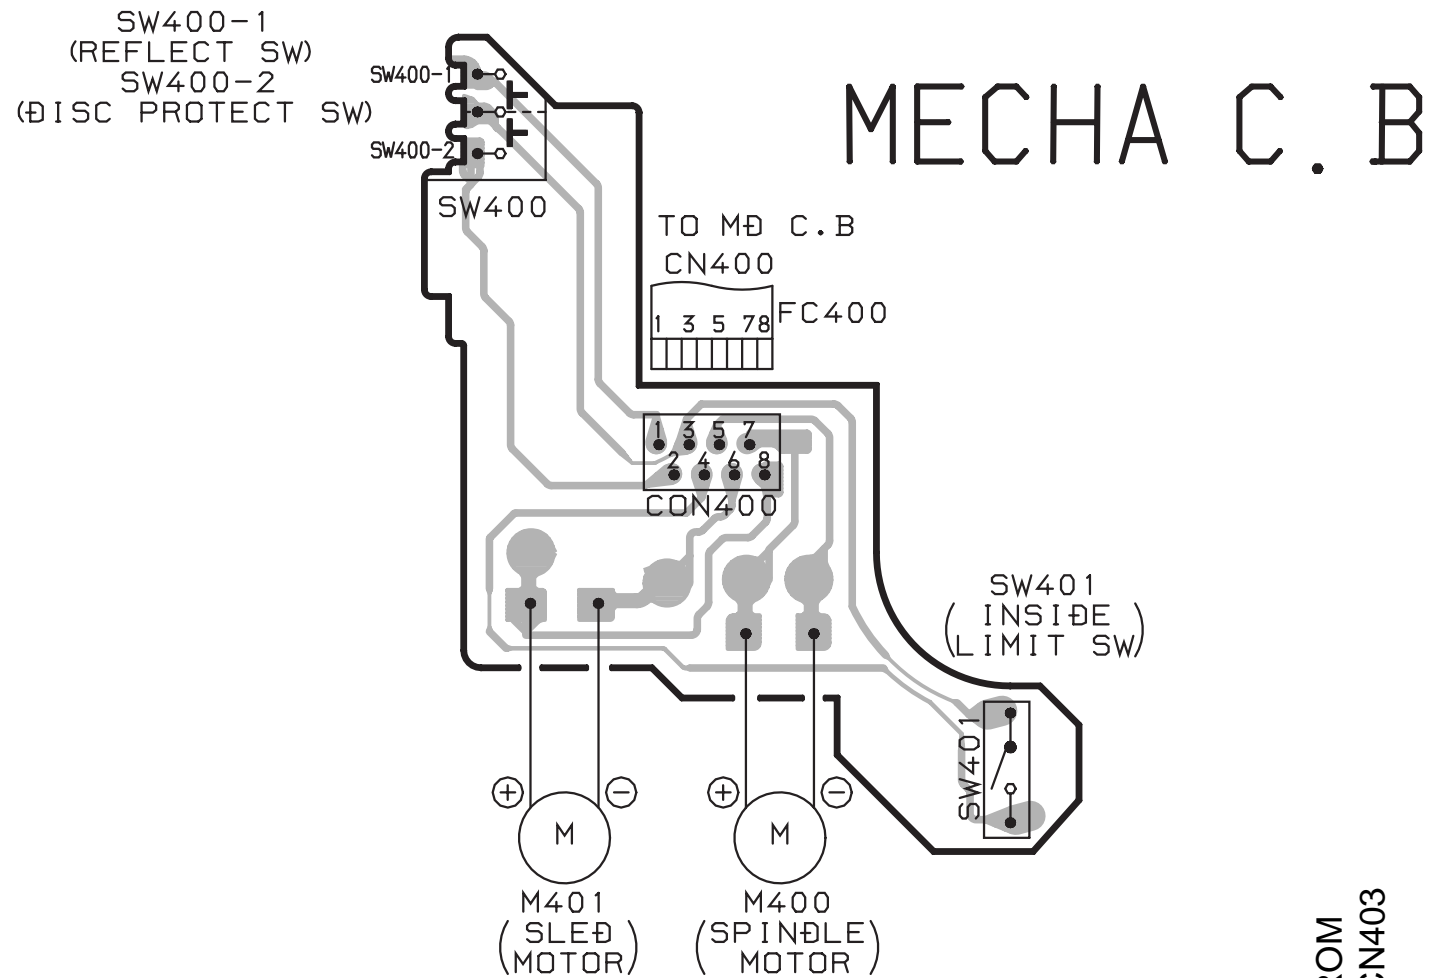 SW400-1
(REFLECT SW)
SW400-2
(DISC PROTECT SW)
SW400-1
SW400-2
SW400
MECHA C.B
TO MD C.B
CN400
FC400
1 3 5 7 8
1 3 5 7
2 4 6 8
CON400
SW401
( INSIDE )
(LIMIT SW)
SW401
+ −
+ −
M
M
M401
( SLED )
(MOTOR)
M400
(SPINDLE)
( MOTOR )
ROM
CN403